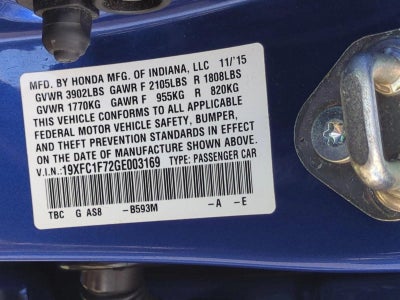 MFD. BY HONDA MFG. OF INDIANA, LLC 11/'15
GVWR 3902LBS GAWR F 2105LBS R 1808LBS
GVWR 1770KG GAWR F 955KG R 820KG
THIS VEHICLE CONFORMS TO ALL APPLICABLE
FEDERAL MOTOR VEHICLE SAFETY, BUMPER,
AND THEFT PREVENTION STANDARDS IN EFFECT
ON THE DATE OF MANUFACTURE SHOWN ABOVE.
V.I.N.: 19XFC1F72GE003169 TYPE: PASSENGER CAR
TBC G AS8 -B593M -A -E